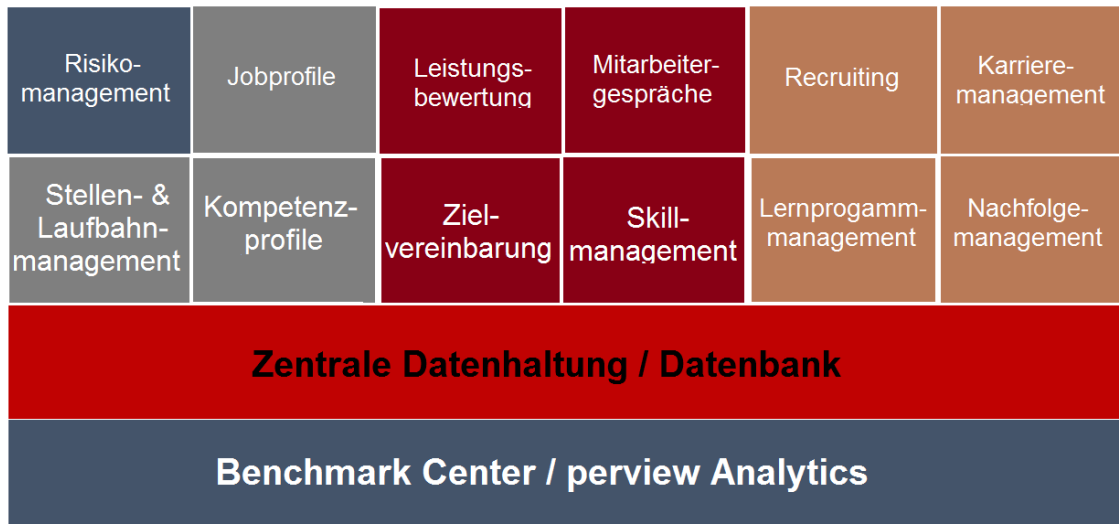 Risiko-
management
Jobprofile
Leistungs-
bewertung
Mitarbeiter-
gespräche
Recruiting
Karriere-
management
Stellen- &
Laufbahn-
management
Kompetenz-
profile
Ziel-
vereinbarung
Skill-
management
Lernprogamm-
management
Nachfolge-
management
Zentrale Datenhaltung / Datenbank
Benchmark Center / perview Analytics